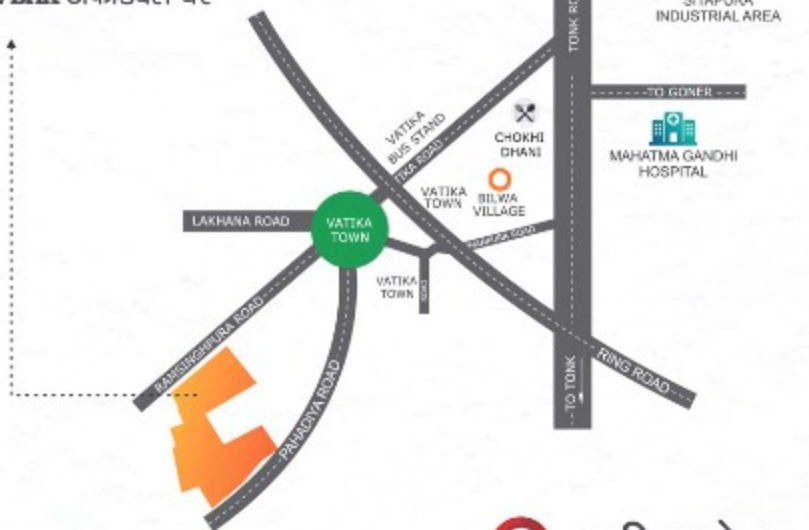 TONK RO
INDUSTRIAL AREA
TO GONER
VATIKA
BUS STAND
TIKA ROAD
CHOKHI
DHANI
MAHATMA GANDHI
HOSPITAL
VATIKA
TOWN
BILWA
VILLAGE
LAKHANA ROAD
VATIKA
TOWN
VATIKA
TOWN
RAMSINGHPURA ROAD
PAHADIYA ROAD
TO TONK
RING ROAD